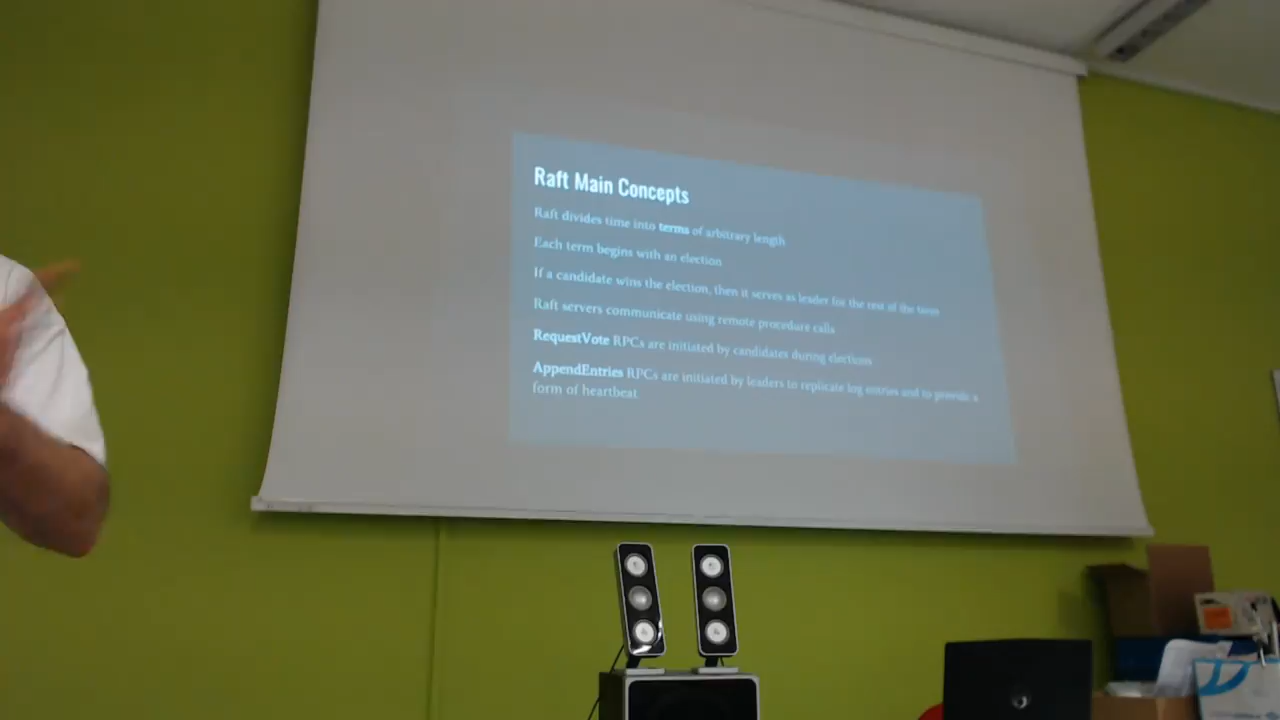 Raft Main Concepts
Raft divides time into terms of arbitrary length
Each term begins with an election
If a candidate wins the election, then it serves as leader for the rest of the term
Raft servers communicate using remote procedure calls
RequestVote RPCs are initiated by candidates during elections
AppendEntries RPCs are initiated by leaders to replicate log entries and to provide a
form of heartbeat